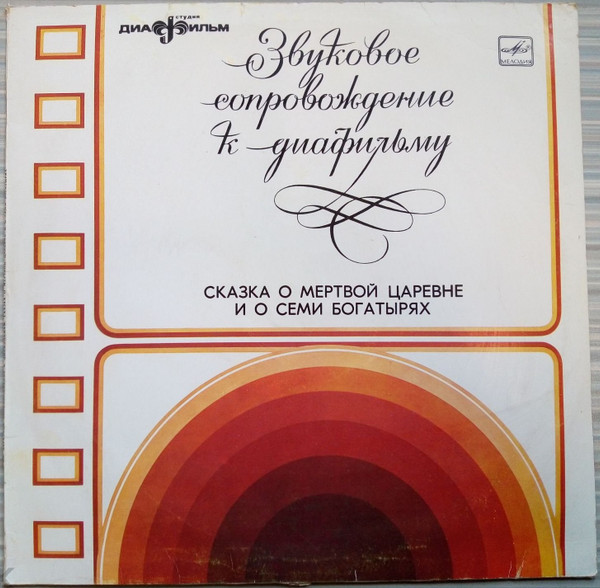 студия
ДИАФИЛЬМ
МЕЛОДИЯ
Звуковое
сопровождение
к диафильму
СКАЗКА О МЕРТВОЙ ЦАРЕВНЕ
И О СЕМИ БОГАТЫРЯХ